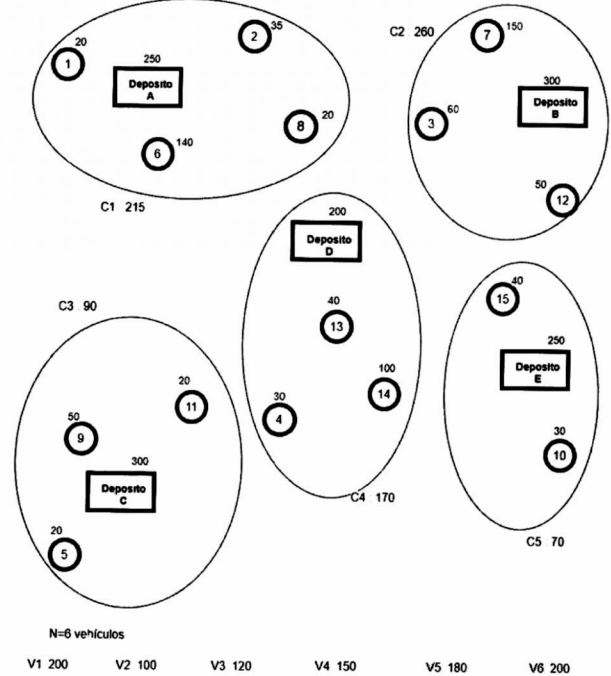 20
1
250
Deposito
A
35
2
6
140
8
20
C1 215
C2 260
7
150
300
Deposito
B
3
60
50
12
200
Deposito
D
40
13
100
14
30
4
C4 170
40
15
250
Deposito
E
30
10
C5 70
C3 90
20
11
50
9
300
Deposito
C
20
5
N=6 vehículos
V1 200 V2 100 V3 120 V4 150 V5 180 V6 200